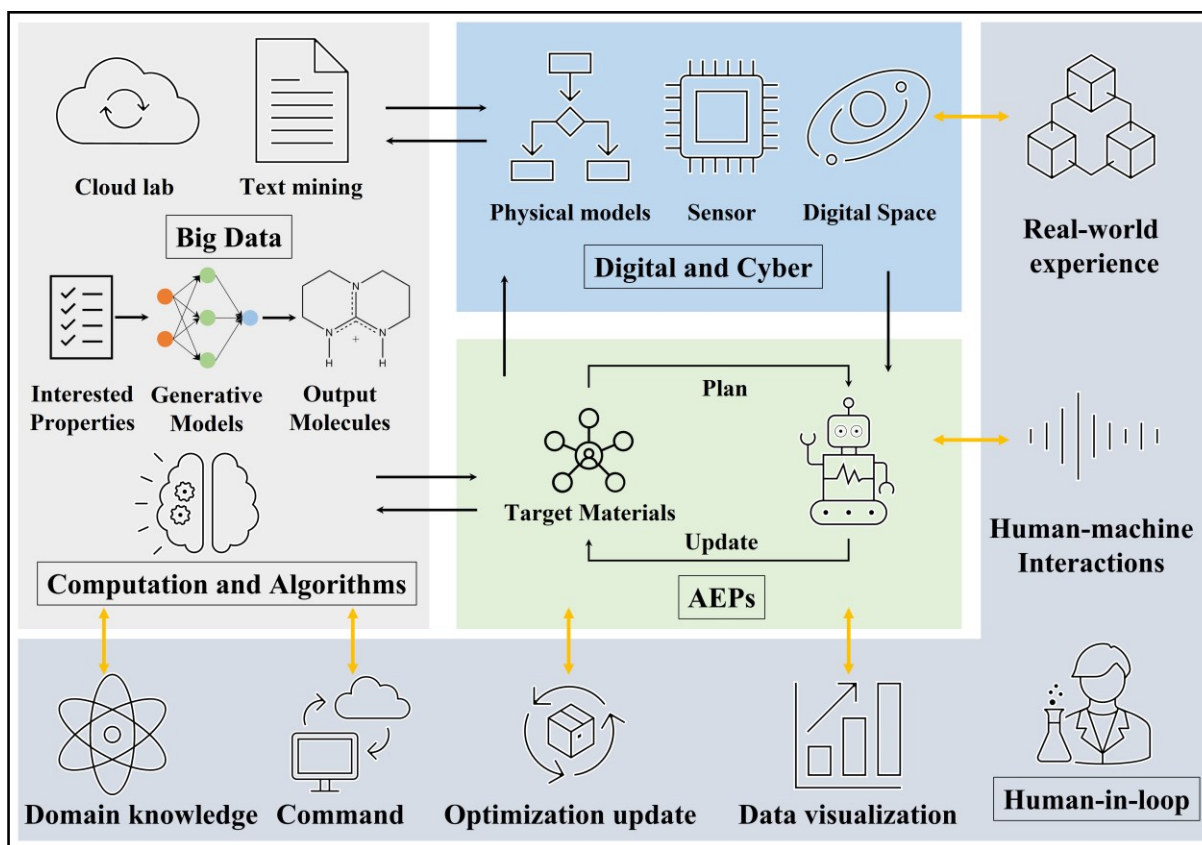 Cloud lab
Text mining
Big Data
Interested
Properties
Generative
Models
Output
Molecules
N
N
N
H
+
H
Computation and Algorithms
Physical models
Sensor
Digital Space
Digital and Cyber
Plan
Target Materials
Update
AEPs
Real-world
experience
Human-machine
Interactions
Human-in-loop
Domain knowledge
Command
Optimization update
Data visualization